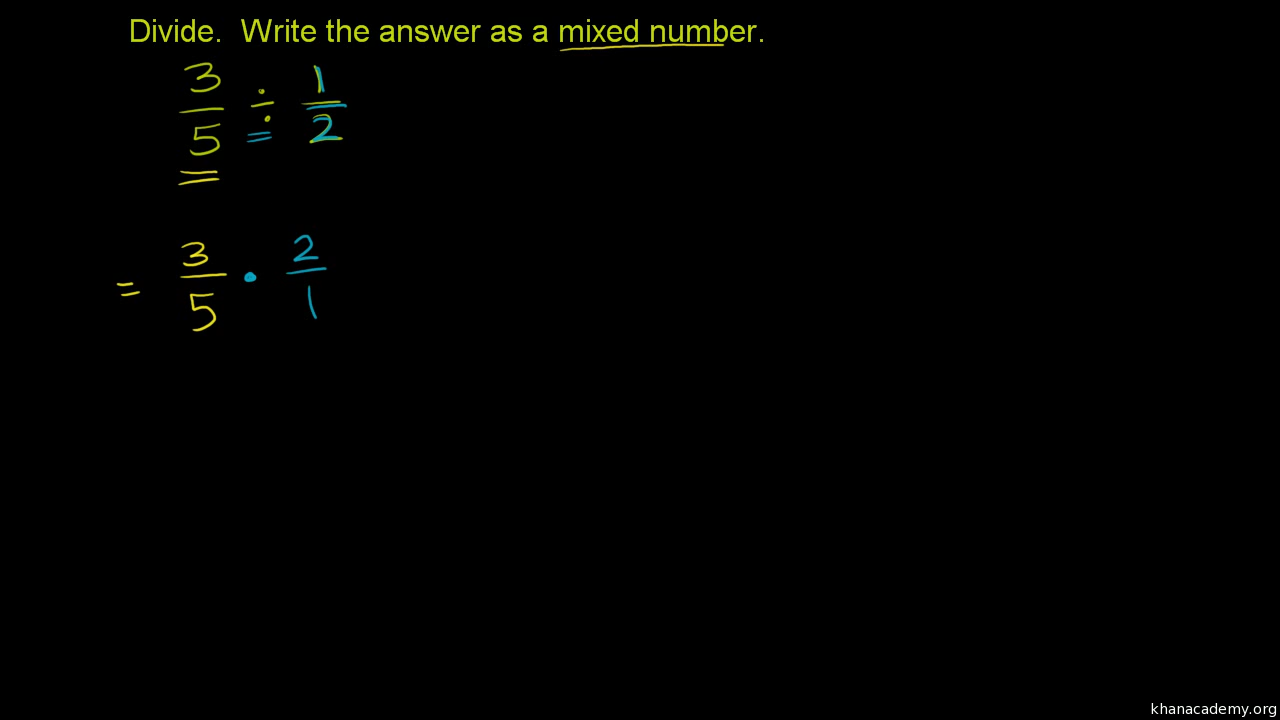 Divide. Write the answer as a mixed number.
3/5 ÷ 1/2
= 3/5 · 2/1
khanacademy.org